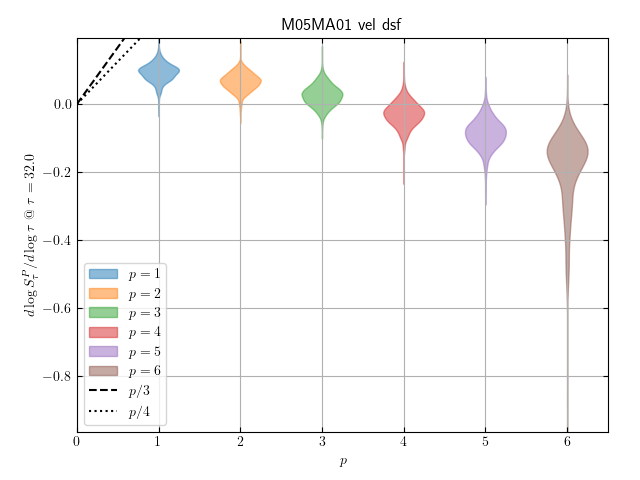 M05MA01 vel dsf
d log S_τ^P / d log τ @ τ = 32.0
0.0
−0.2
−0.4
−0.6
−0.8
p = 1
p = 2
p = 3
p = 4
p = 5
p = 6
p/3
p/4
0 1 2 3 4 5 6
p